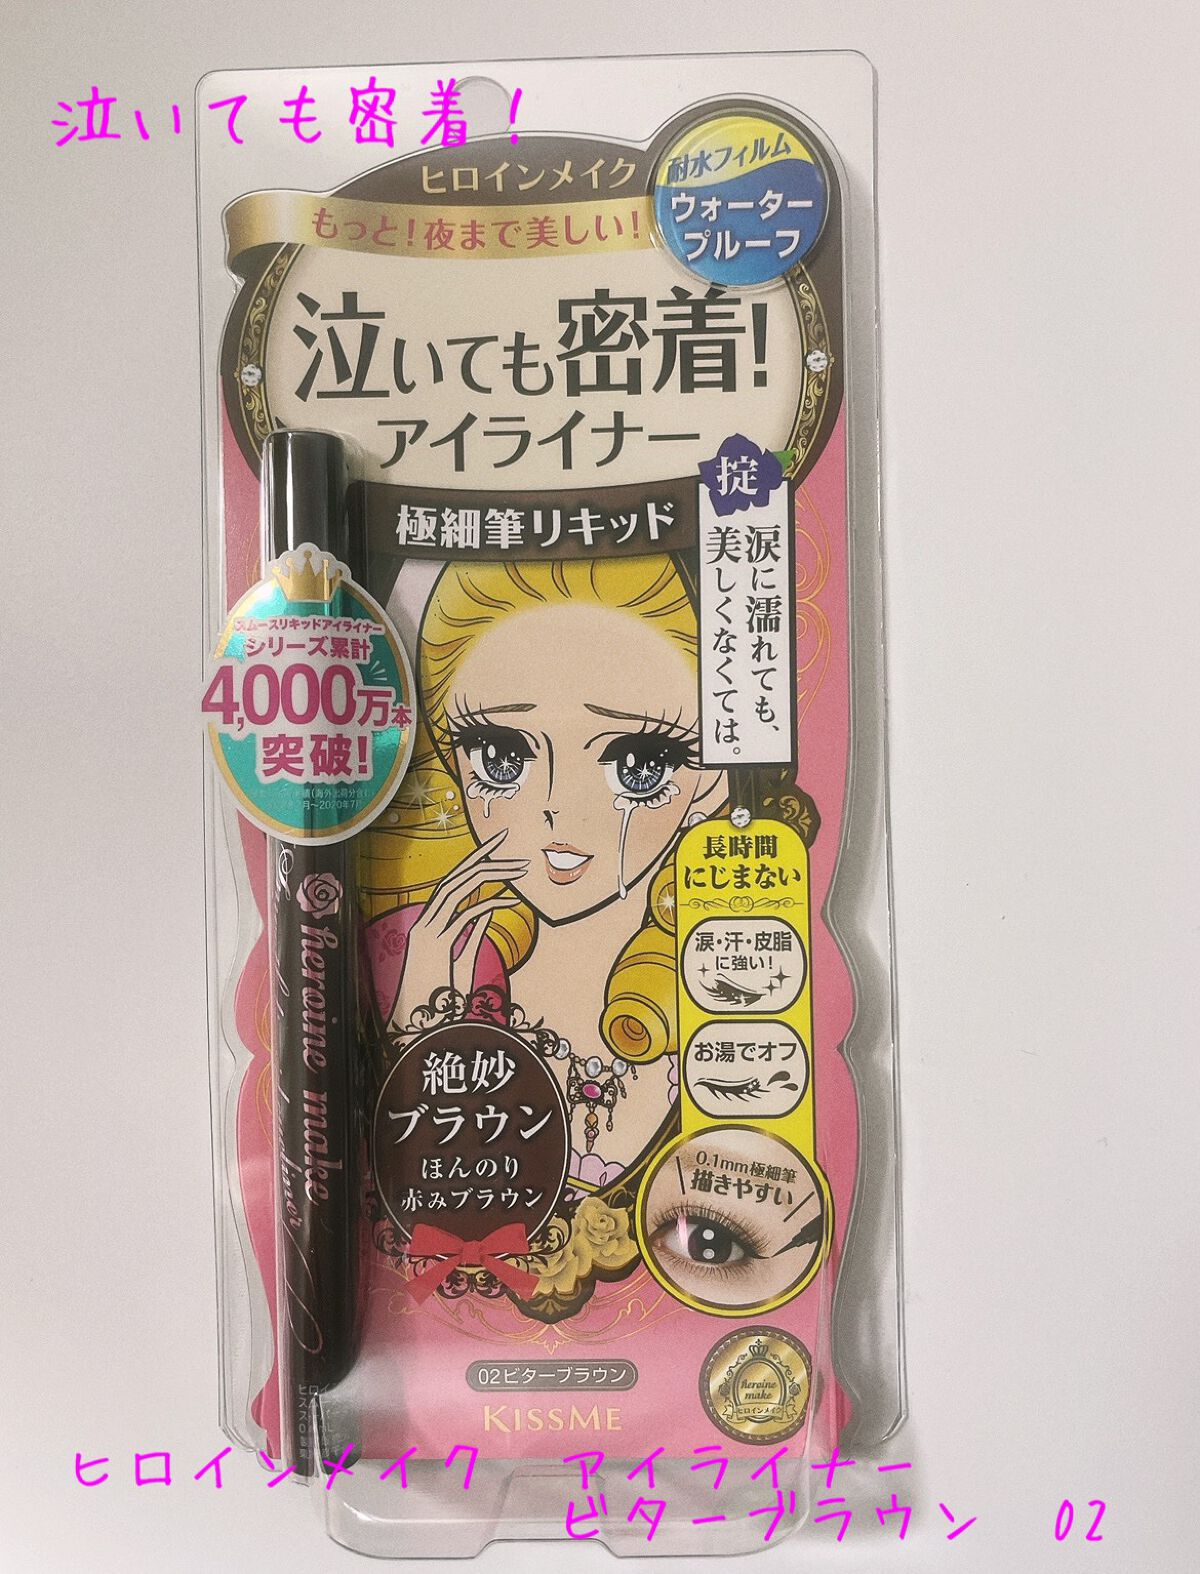 泣いても密着!
ヒロインメイク
もっと!夜まで美しい!
耐水フィルム
ウォーター
プルーフ
泣いても密着!
アイライナー
極細筆リキッド
掟
涙に濡れても、
美しくなくては。
スムースリキッドアイライナー
シリーズ累計
4,000万本
突破!
長時間
にじまない
涙・汗・皮脂
に強い!
お湯でオフ
0.1mm極細筆
描きやすい
heroine make
絶妙
ブラウン
ほんのり
赤みブラウン
02ビターブラウン
KISSME
heroine
make
ヒロインメイク
ヒロインメイク アイライナー
ビターブラウン 02